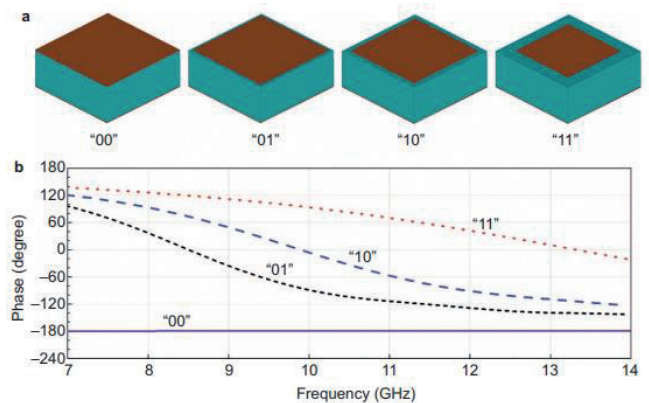 a
“00” “01” “10” “11”
b
180
120
60
0
−60
−120
−180
−240
Phase (degree)
“11”
“10”
“01”
“00”
7 8 9 10 11 12 13 14
Frequency (GHz)